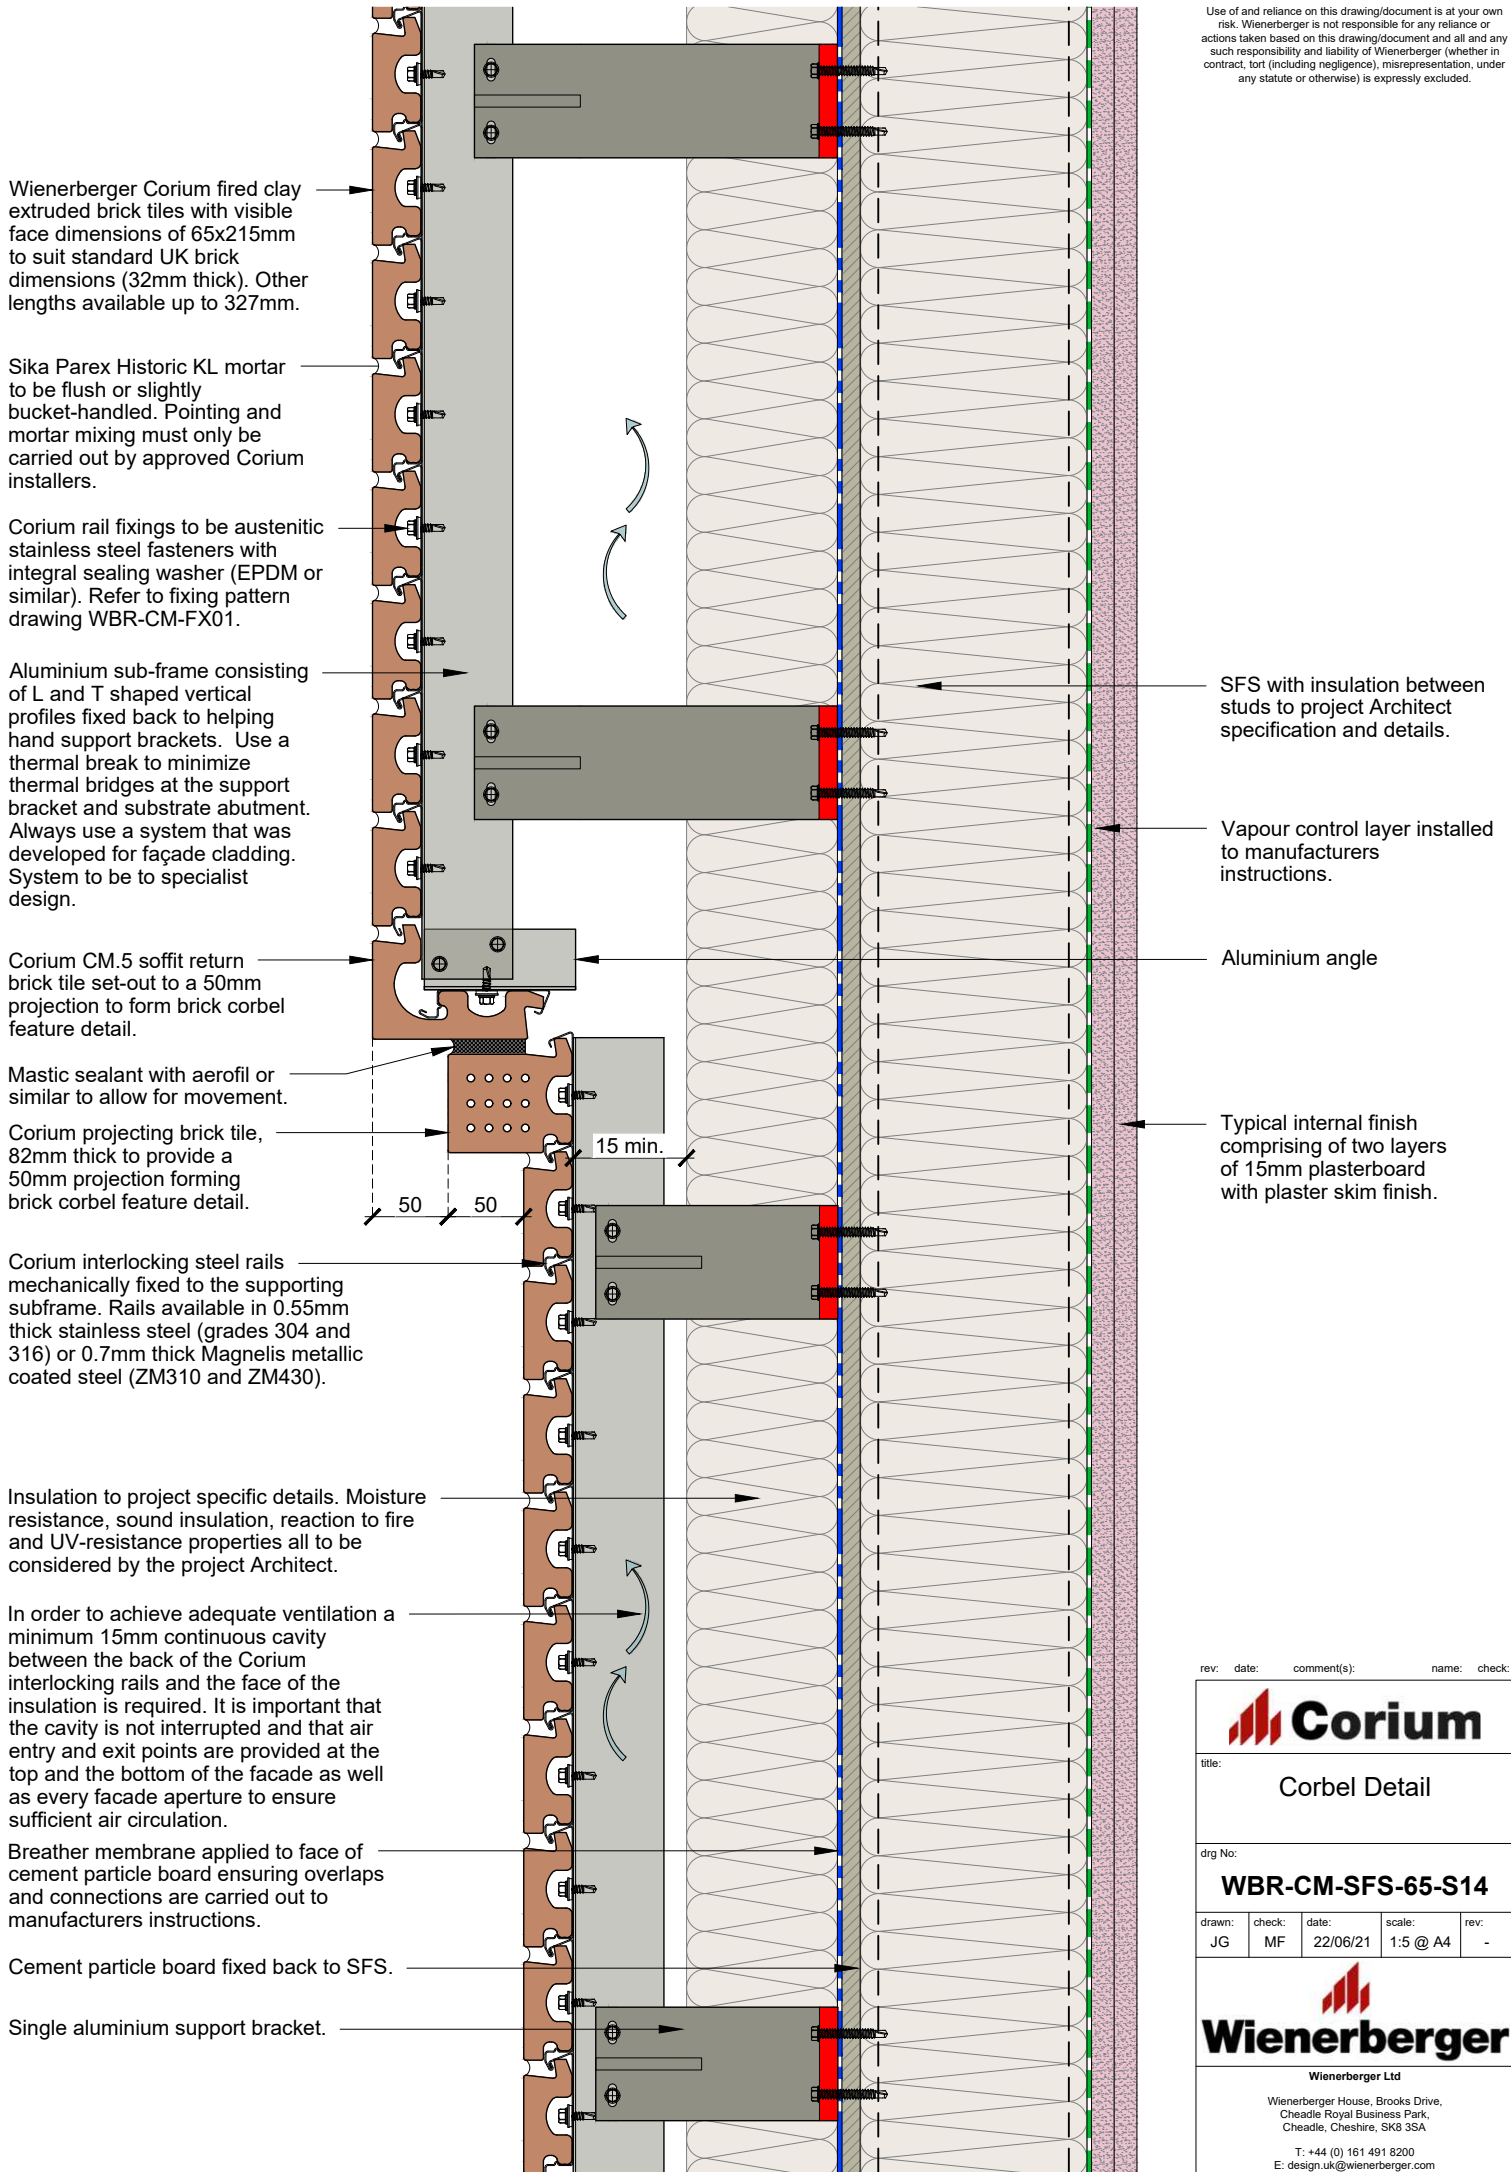 Use of and reliance on this drawing/document is at your own
risk. Wienerberger is not responsible for any reliance or
actions taken based on this drawing/document and all and any
such responsibility and liability of Wienerberger (whether in
contract, tort (including negligence), misrepresentation, under
any statute or otherwise) is expressly excluded.
Wienerberger Corium fired clay
extruded brick tiles with visible
face dimensions of 65x215mm
to suit standard UK brick
dimensions (32mm thick). Other
lengths available up to 327mm.
Sika Parex Historic KL mortar
to be flush or slightly
bucket-handled. Pointing and
mortar mixing must only be
carried out by approved Corium
installers.
Corium rail fixings to be austenitic
stainless steel fasteners with
integral sealing washer (EPDM or
similar). Refer to fixing pattern
drawing WBR-CM-FX01.
Aluminium sub-frame consisting
of L and T shaped vertical
profiles fixed back to helping
hand support brackets. Use a
thermal break to minimize
thermal bridges at the support
bracket and substrate abutment.
Always use a system that was
developed for façade cladding.
System to be to specialist
design.
Corium CM.5 soffit return
brick tile set-out to a 50mm
projection to form brick corbel
feature detail.
Mastic sealant with aerofil or
similar to allow for movement.
Corium projecting brick tile,
82mm thick to provide a
50mm projection forming
brick corbel feature detail.
50
50
15 min.
Corium interlocking steel rails
mechanically fixed to the supporting
subframe. Rails available in 0.55mm
thick stainless steel (grades 304 and
316) or 0.7mm thick Magnelis metallic
coated steel (ZM310 and ZM430).
Insulation to project specific details. Moisture
resistance, sound insulation, reaction to fire
and UV-resistance properties all to be
considered by the project Architect.
In order to achieve adequate ventilation a
minimum 15mm continuous cavity
between the back of the Corium
interlocking rails and the face of the
insulation is required. It is important that
the cavity is not interrupted and that air
entry and exit points are provided at the
top and the bottom of the facade as well
as every facade aperture to ensure
sufficient air circulation.
Breather membrane applied to face of
cement particle board ensuring overlaps
and connections are carried out to
manufacturers instructions.
Cement particle board fixed back to SFS.
Single aluminium support bracket.
SFS with insulation between
studs to project Architect
specification and details.
Vapour control layer installed
to manufacturers
instructions.
Aluminium angle
Typical internal finish
comprising of two layers
of 15mm plasterboard
with plaster skim finish.
rev: date: comment(s): name: check:
Corium
title:
Corbel Detail
drg No:
WBR-CM-SFS-65-S14
drawn: check: date: scale: rev:
JG MF 22/06/21 1:5 @ A4 -
Wienerberger
Wienerberger Ltd
Wienerberger House, Brooks Drive,
Cheadle Royal Business Park,
Cheadle, Cheshire, SK8 3SA
T: +44 (0) 161 491 8200
E: design.uk@wienerberger.com